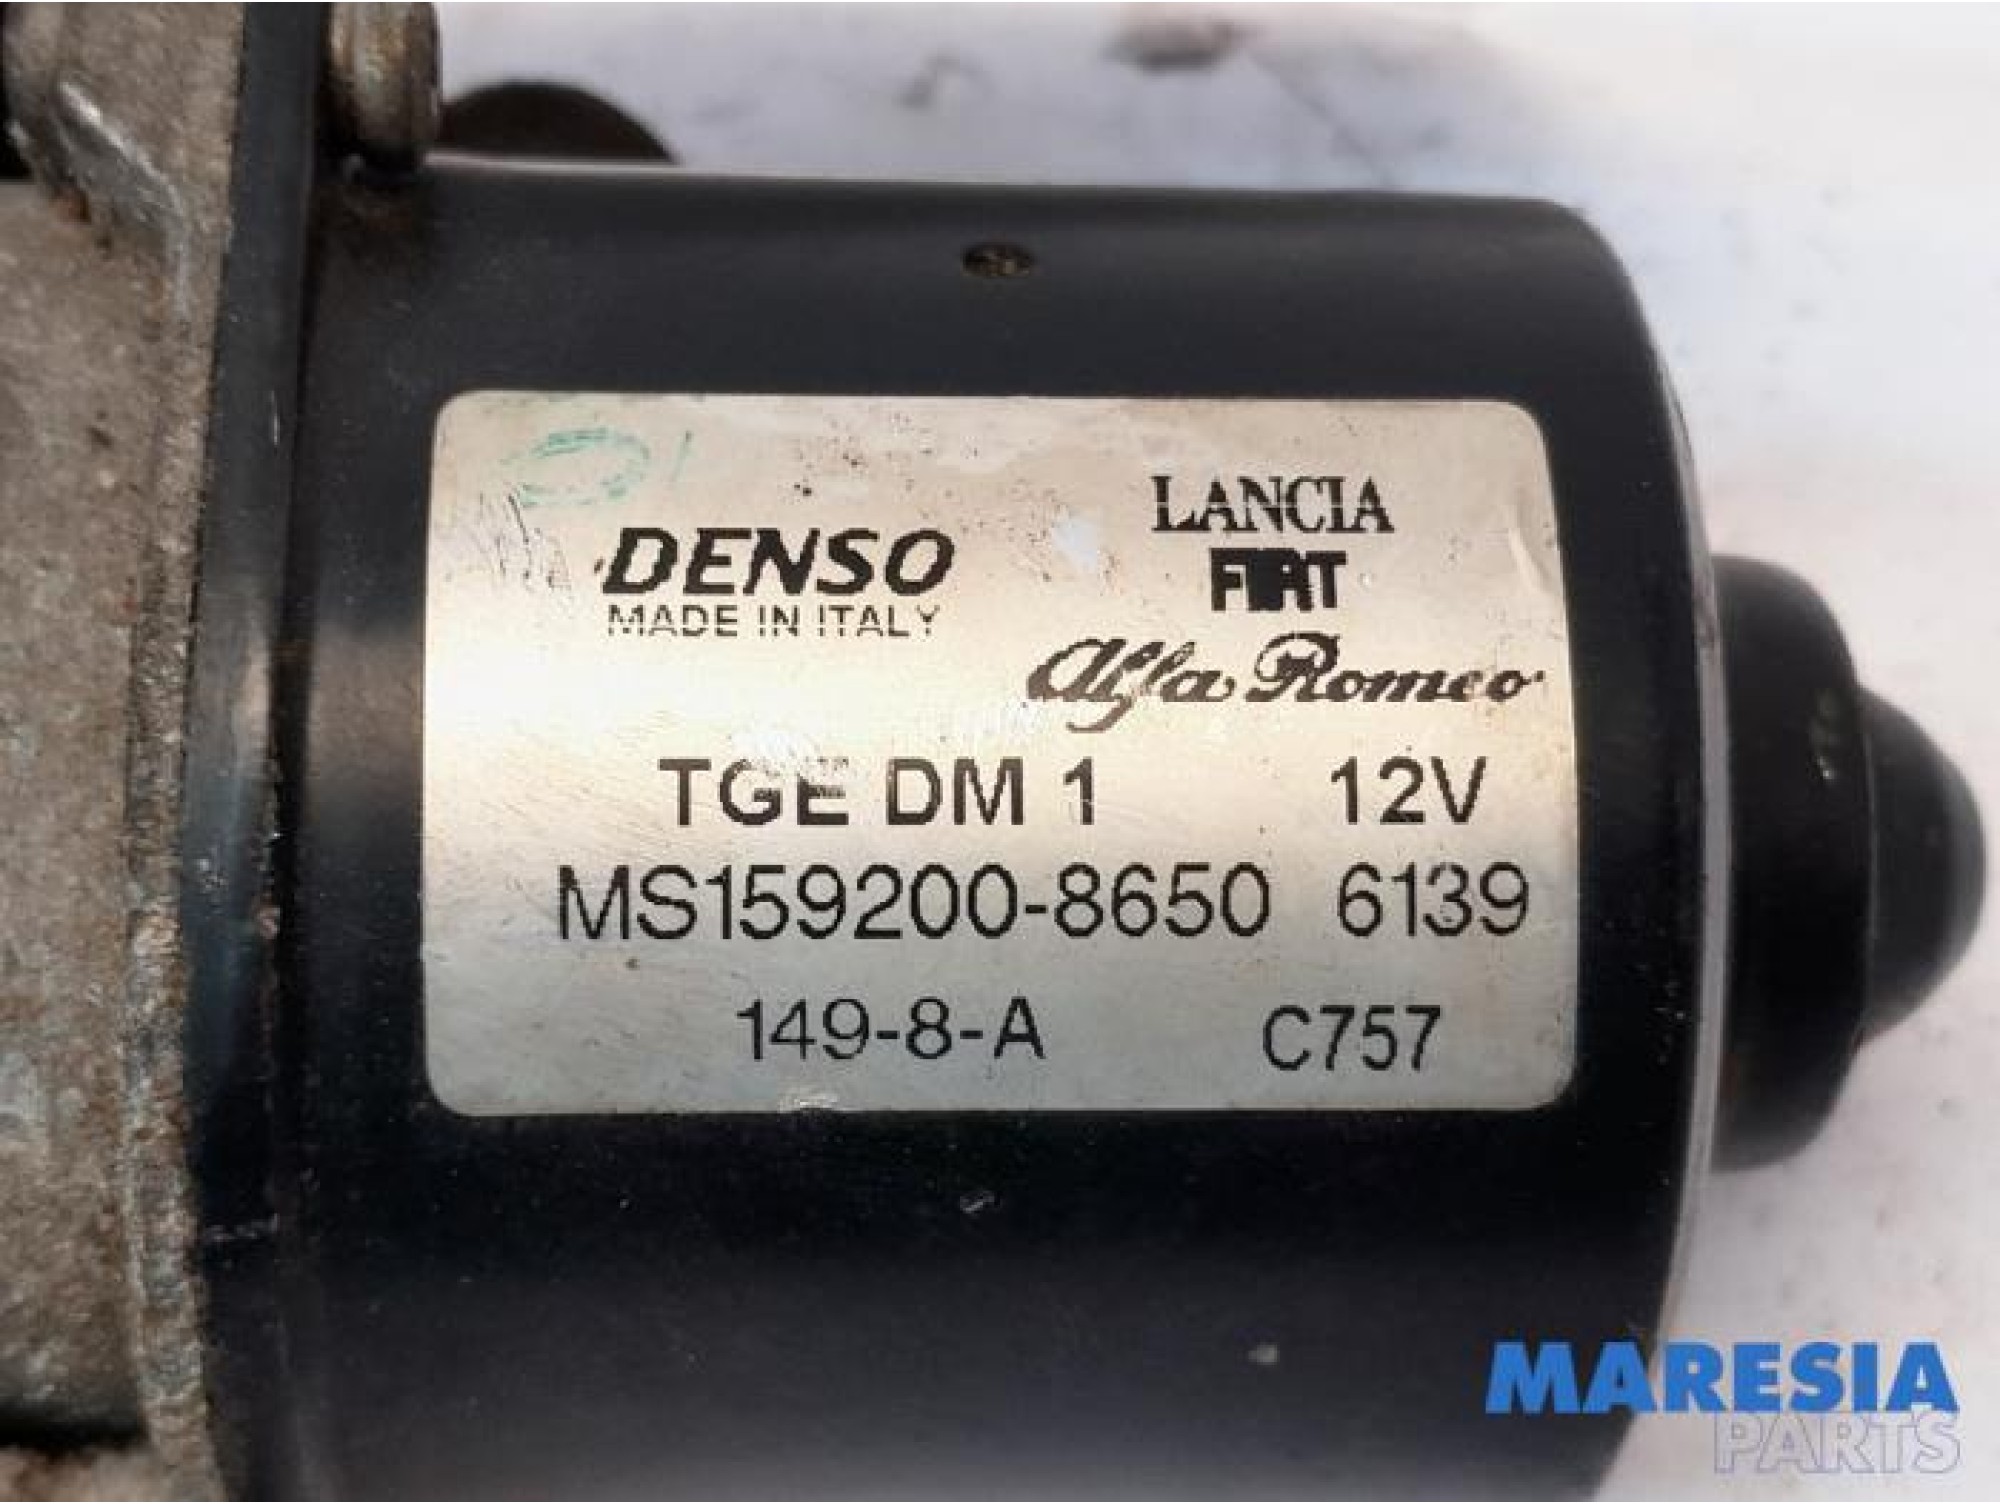 DENSO
MADE IN ITALY
LANCIA
FIAT
Alfa Romeo
TGE DM 1 12V
MS159200-8650 6139
149-8-A C757
MARESIA
PARTS